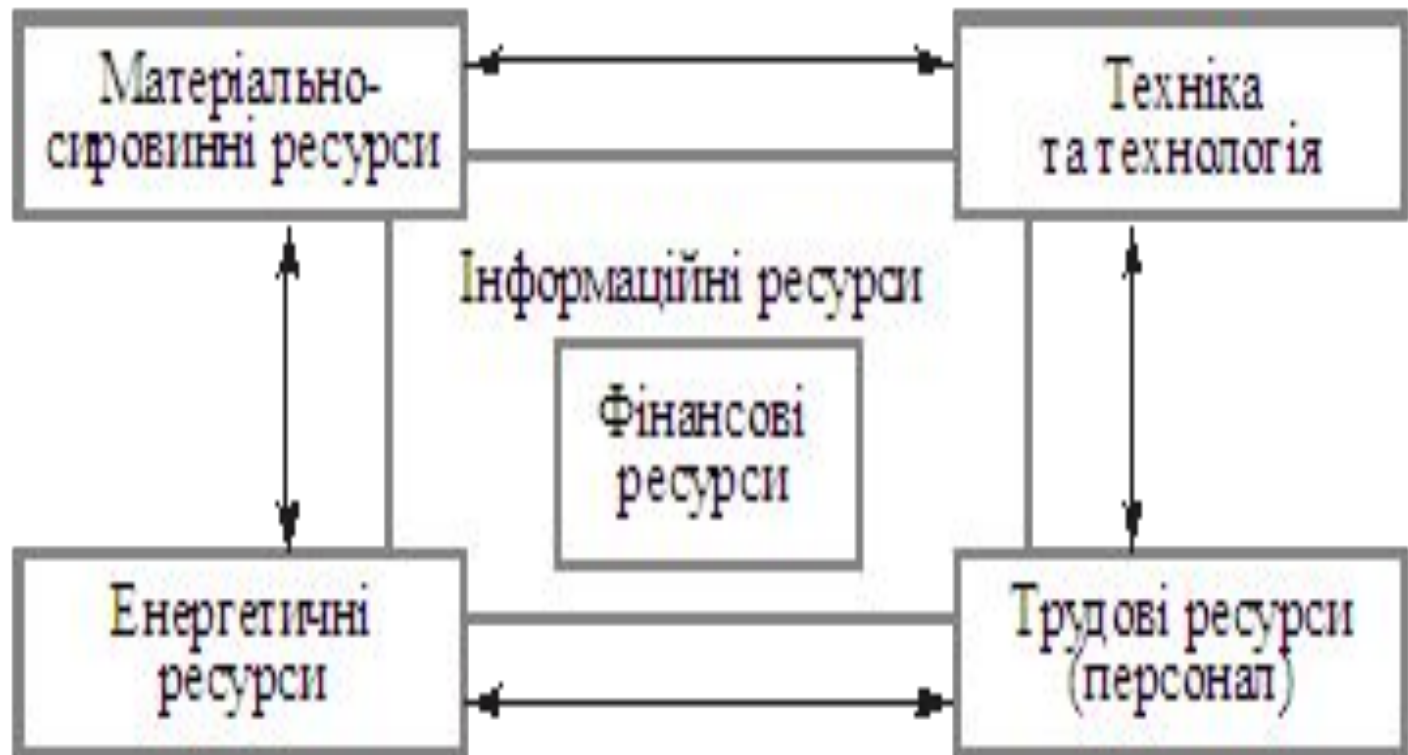 Матеріально-
сировинні ресурси
Техніка
та технологія
Інформаційні ресурси
Фінансові
ресурси
Енергетичні
ресурси
Трудові ресурси
(персонал)